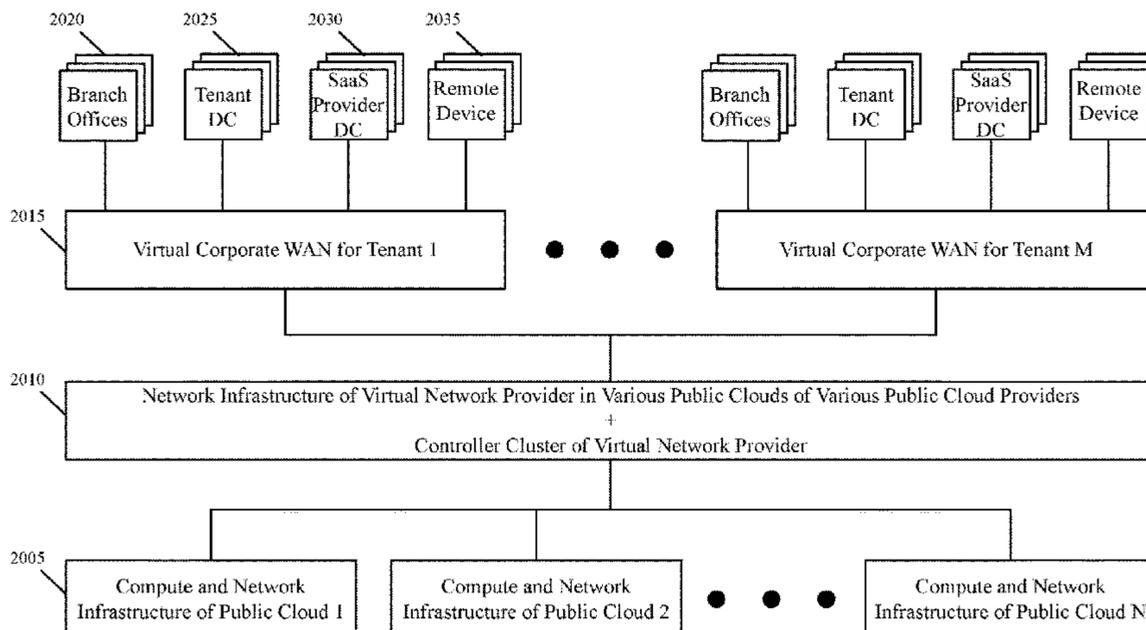 2020
2025
2030
2035
Branch
Offices
Tenant
DC
SaaS
Provider
DC
Remote
Device
Branch
Offices
Tenant
DC
SaaS
Provider
DC
Remote
Device
2015
Virtual Corporate WAN for Tenant 1
Virtual Corporate WAN for Tenant M
2010
Network Infrastructure of Virtual Network Provider in Various Public Clouds of Various Public Cloud Providers
+
Controller Cluster of Virtual Network Provider
2005
Compute and Network
Infrastructure of Public Cloud 1
Compute and Network
Infrastructure of Public Cloud 2
Compute and Network
Infrastructure of Public Cloud N